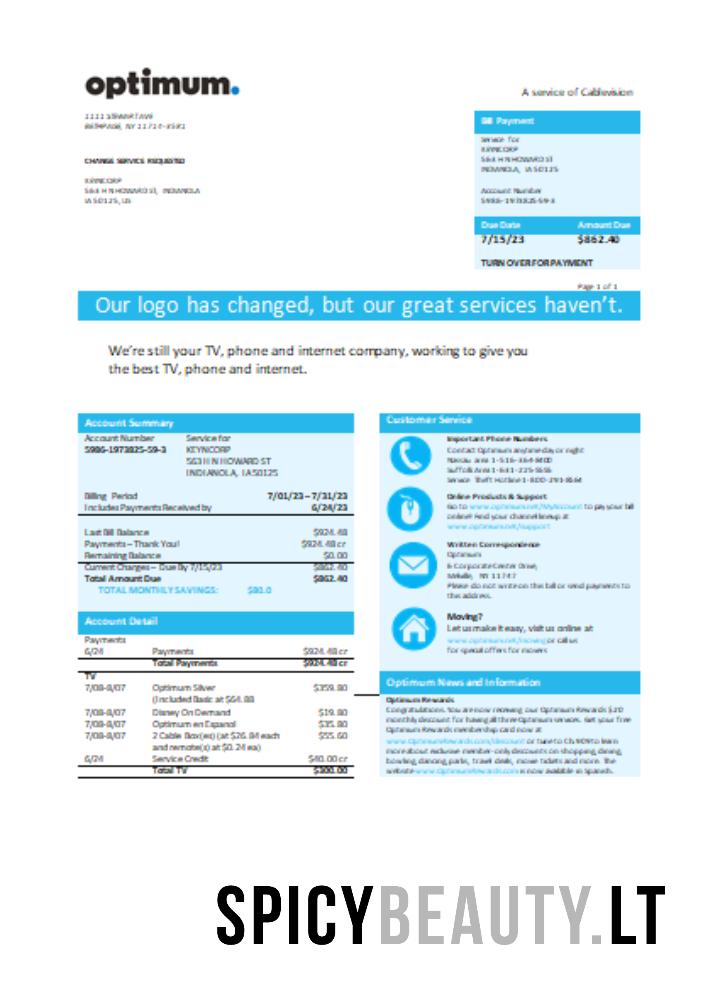 optimum.
A service of Cablevision
1111 STEWART AVE
BETHPAGE, NY 11714-3581
CHANGE SERVICE REQUESTED
KEYNCORP
563 H N HOWARD ST, INDIANOLA
IA 50125, US
Bill Payment
Service for
KEYNCORP
563 H N HOWARD ST
INDIANOLA, IA 50125
Account Number
5986-1973825-59-3
Due Date Amount Due
7/15/23 $862.40
TURN OVER FOR PAYMENT
Page 1 of 1
Our logo has changed, but our great services haven't.
We're still your TV, phone and internet company, working to give you
the best TV, phone and internet.
Account Summary
Account Number Service for
5986-1973825-59-3 KEYNCORP
563 H N HOWARD ST
INDIANOLA, IA 50125
Billing Period 7/01/23 – 7/31/23
Includes Payments Received by 6/24/23
Last Bill Balance $924.48
Payments – Thank You! $924.48 cr
Remaining Balance $0.00
Current Charges – Due By 7/15/23 $862.40
Total Amount Due $862.40
TOTAL MONTHLY SAVINGS: $80.0
Account Detail
Payments
6/24 Payments $924.48 cr
Total Payments $924.48 cr
TV
7/08-8/07 Optimum Silver $359.80
(Included Basic at $64.88
7/08-8/07 Disney On Demand $19.80
7/08-8/07 Optimum en Espanol $35.80
7/08-8/07 2 Cable Box(es) (at $26.84 each $55.60
and remote(s) at $0.24 ea)
6/24 Service Credit $40.00 cr
Total TV $300.00
Customer Service
Important Phone Numbers
Contact Optimum anytime day or night
Nassau area 1-516-364-8400
Suffolk Area 1-631-225-5555
Service Theft Hotline 1-800-291-8564
Online Products & Support
Go to www.optimum.net/MyAccount to pay your bill
online? Find your channel lineup at
www.optimum.net/support
Written Correspondence
Optimum
6 Corporate Center Drive,
Melville, NY 11747
Please do not write on this bill or send payments to
this address.
Moving?
Let us make it easy, visit us online at
www.optimum.net/moving or call us
for special offers for movers
Optimum News and Information
Optimum Rewards
Congratulations. You are now receiving our Optimum Rewards $20
monthly discount for having all three Optimum services. Get your free
Optimum Rewards membership card now at
www.OptimumRewards.com/discount or tune to Ch.909 to learn
more about exclusive member-only discounts on shopping, dining,
bowling, dancing, parks, travel deals, movie tickets and more. The
website www.OptimumRewards.com is now available in Spanish.
SPICYBEAUTY.LT